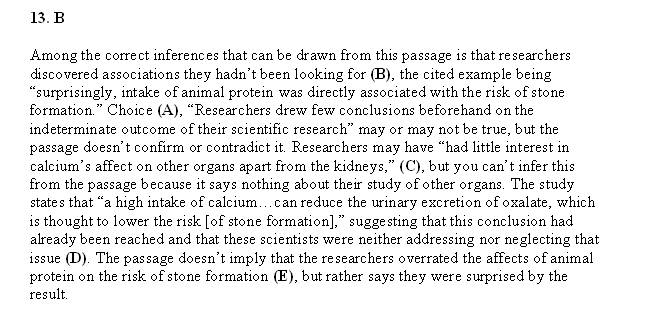 13. B
Among the correct inferences that can be drawn from this passage is that researchers
discovered associations they hadn't been looking for (B), the cited example being
“surprisingly, intake of animal protein was directly associated with the risk of stone
formation.” Choice (A), “Researchers drew few conclusions beforehand on the
indeterminate outcome of their scientific research” may or may not be true, but the
passage doesn't confirm or contradict it. Researchers may have “had little interest in
calcium's affect on other organs apart from the kidneys,” (C), but you can't infer this
from the passage because it says nothing about their study of other organs. The study
states that “a high intake of calcium…can reduce the urinary excretion of oxalate, which
is thought to lower the risk [of stone formation],” suggesting that this conclusion had
already been reached and that these scientists were neither addressing nor neglecting that
issue (D). The passage doesn't imply that the researchers overrated the affects of animal
protein on the risk of stone formation (E), but rather says they were surprised by the
result.